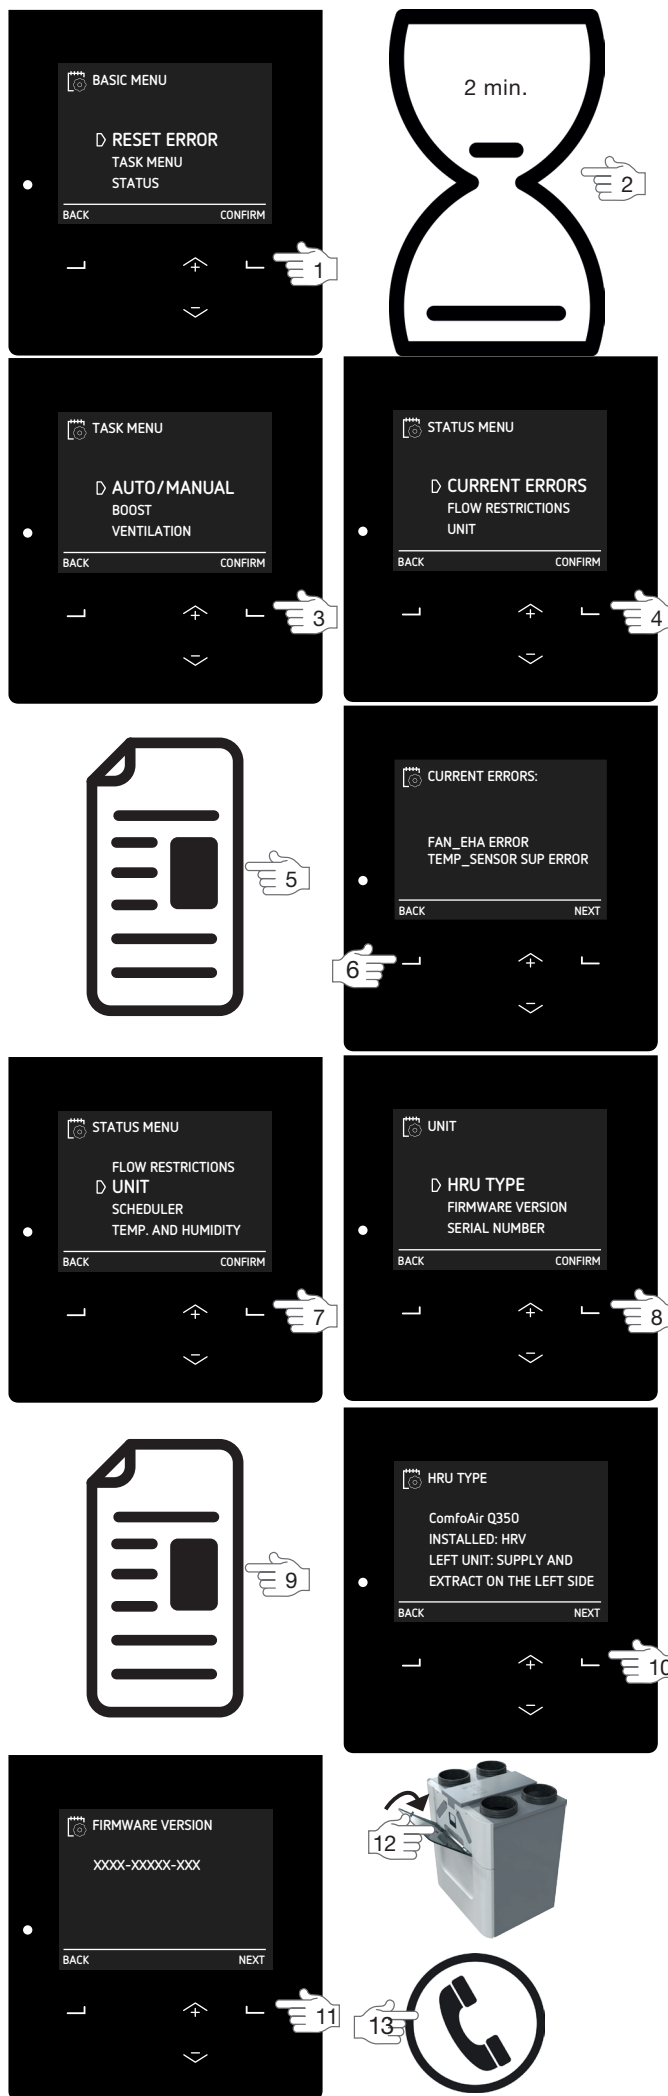 BASIC MENU
RESET ERROR
TASK MENU
STATUS
BACK CONFIRM
1
2 min.
2
TASK MENU
AUTO/MANUAL
BOOST
VENTILATION
BACK CONFIRM
3
STATUS MENU
CURRENT ERRORS
FLOW RESTRICTIONS
UNIT
BACK CONFIRM
4
5
CURRENT ERRORS:
FAN_EHA ERROR
TEMP_SENSOR SUP ERROR
BACK NEXT
6
STATUS MENU
FLOW RESTRICTIONS
UNIT
SCHEDULER
TEMP. AND HUMIDITY
BACK CONFIRM
7
UNIT
HRU TYPE
FIRMWARE VERSION
SERIAL NUMBER
BACK CONFIRM
8
9
HRU TYPE
ComfoAir Q350
INSTALLED: HRV
LEFT UNIT: SUPPLY AND
EXTRACT ON THE LEFT SIDE
BACK NEXT
10
FIRMWARE VERSION
XXXX-XXXXX-XXX
BACK NEXT
11
12
13